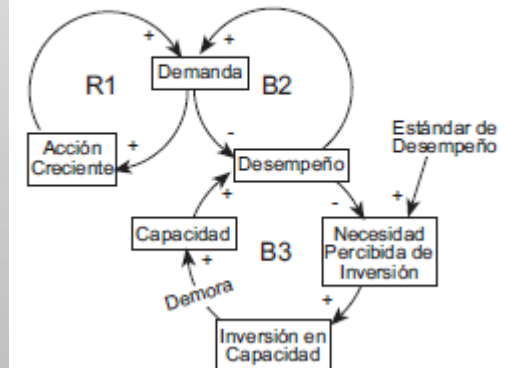 +
+
Demanda
R1
B2
+
-
Acción
Creciente
Estándar de
Desempeño
Desempeño
+
-
+
Capacidad
Necesidad
Percibida de
Inversión
B3
+
Demora
+
Inversión en
Capacidad